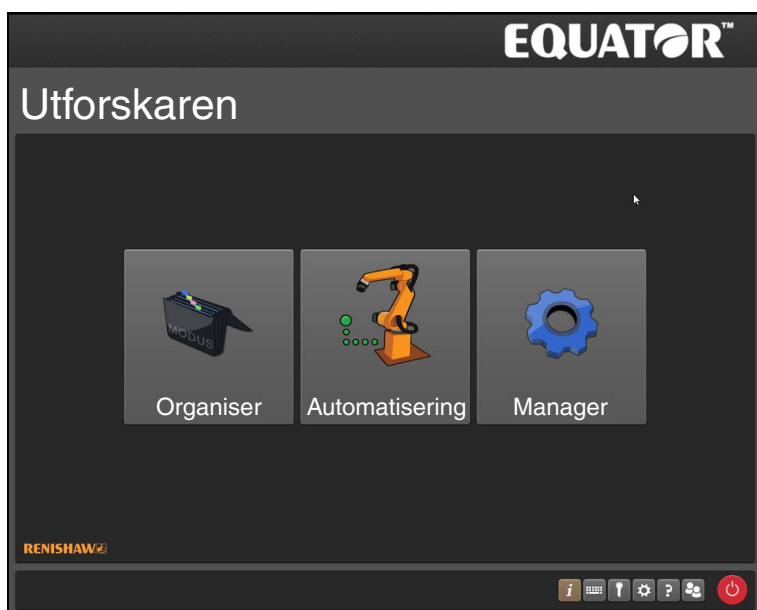 EQUATOR™
Utforskaren
MODUS
Organiser
Automatisering
Manager
RENISHAW
i
?